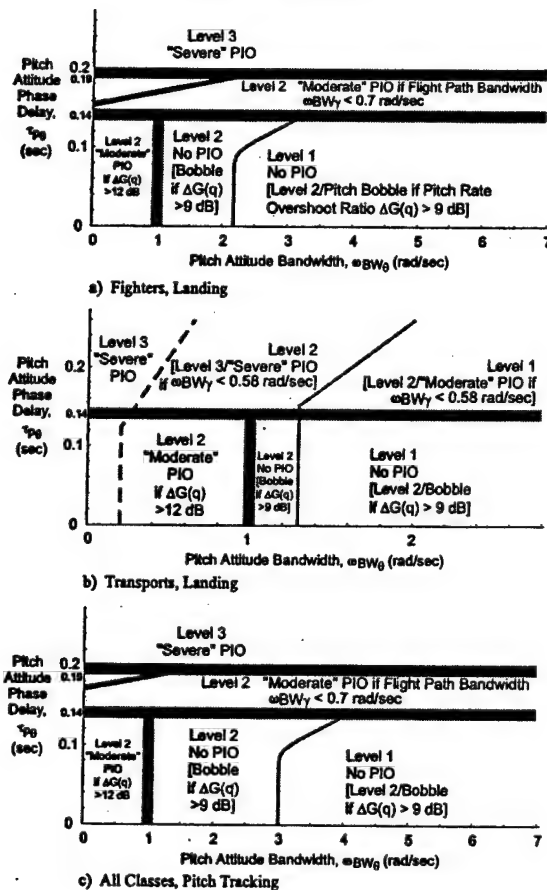 Level 3
"Severe" PIO
Pitch
Attitude
Phase
Delay,
τpθ
(sec)
0.2
0.19
0.14
0.1
0
Level 2 "Moderate" PIO if Flight Path Bandwidth
ωBWγ < 0.7 rad/sec
Level 2
"Moderate"
PIO
if ΔG(q)
>12 dB
Level 2
No PIO
[Bobble
if ΔG(q)
>9 dB]
Level 1
No PIO
[Level 2/Pitch Bobble if Pitch Rate
Overshoot Ratio ΔG(q) > 9 dB]
0 1 2 3 4 5 6 7
Pitch Attitude Bandwidth, ωBWθ (rad/sec)
a) Fighters, Landing
Pitch
Attitude
Phase
Delay,
τpθ
(sec)
0.2
0.14
0.1
0
Level 3
"Severe"
PIO
Level 2
[Level 3/"Severe" PIO
if ωBWγ < 0.58 rad/sec]
Level 1
[Level 2/"Moderate" PIO if
ωBWγ < 0.58 rad/sec]
Level 2
"Moderate"
PIO
if ΔG(q)
>12 dB
Level 2
No PIO
[Bobble
if ΔG(q)
>9 dB]
Level 1
No PIO
[Level 2/Bobble
if ΔG(q) > 9 dB]
0 1 2
Pitch Attitude Bandwidth, ωBWθ (rad/sec)
b) Transports, Landing
Level 3
"Severe" PIO
Pitch
Attitude
Phase
Delay,
τpθ
(sec)
0.2
0.19
0.14
0.1
0
Level 2 "Moderate" PIO if Flight Path Bandwidth
ωBWγ < 0.7 rad/sec
Level 2
"Moderate"
PIO
if ΔG(q)
>12 dB
Level 2
No PIO
[Bobble
if ΔG(q)
>9 dB]
Level 1
No PIO
[Level 2/Bobble
if ΔG(q) > 9 dB]
0 1 2 3 4 5 6 7
Pitch Attitude Bandwidth, ωBWθ (rad/sec)
c) All Classes, Pitch Tracking